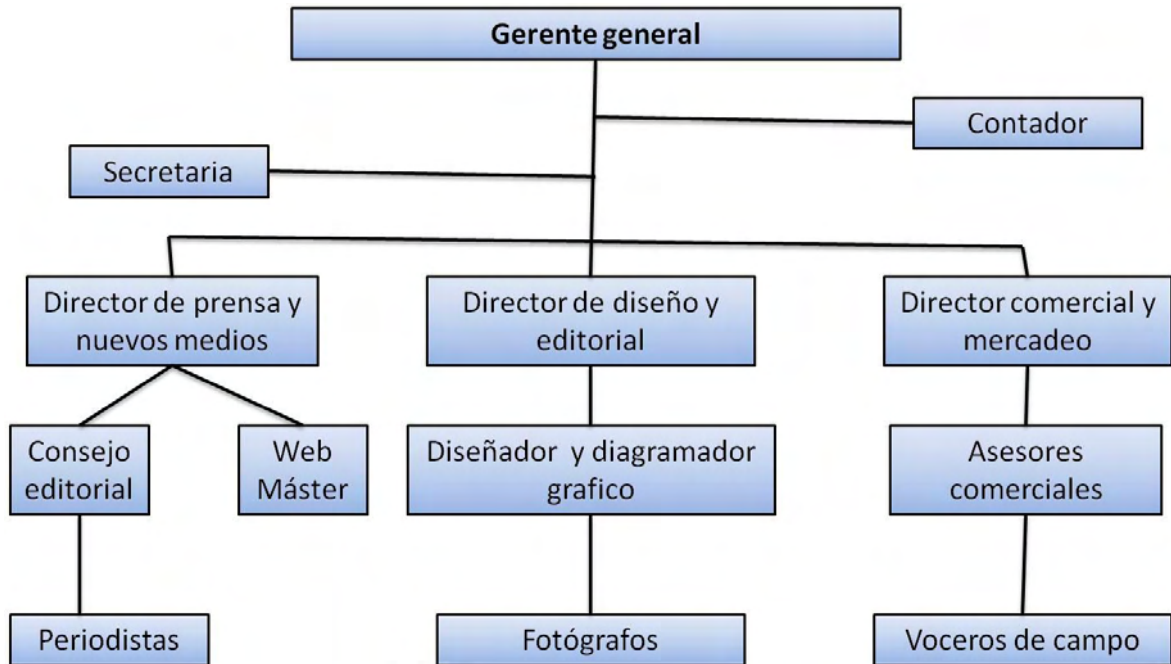 Gerente general
Contador
Secretaria
Director de prensa y
nuevos medios
Director de diseño y
editorial
Director comercial y
mercadeo
Consejo
editorial
Web
Máster
Diseñador y diagramador
grafico
Asesores
comerciales
Periodistas
Fotógrafos
Voceros de campo